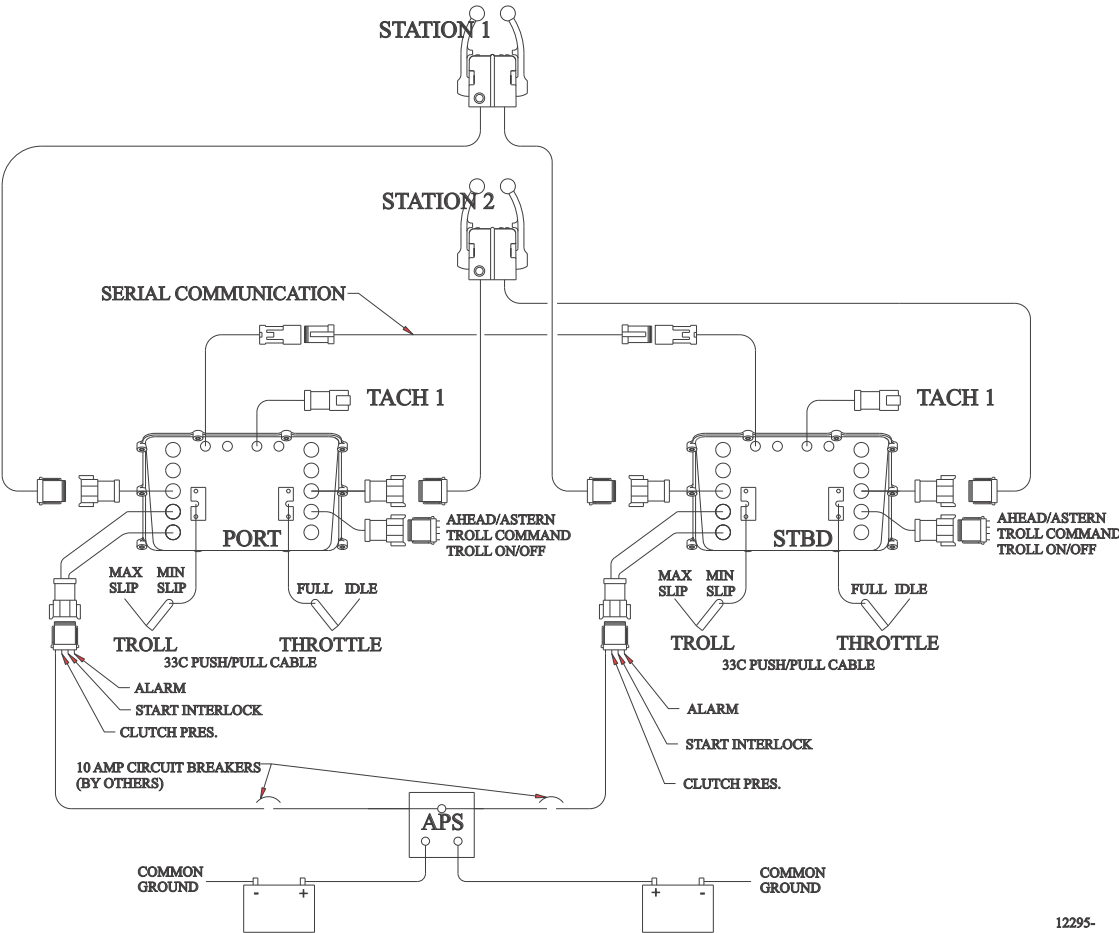 STATION 1
STATION 2
SERIAL COMMUNICATION
TACH 1
TACH 1
PORT
STBD
AHEAD/ASTERN
TROLL COMMAND
TROLL ON/OFF
AHEAD/ASTERN
TROLL COMMAND
TROLL ON/OFF
MAX SLIP
MIN SLIP
FULL IDLE
MAX SLIP
MIN SLIP
FULL IDLE
TROLL
THROTTLE
TROLL
THROTTLE
33C PUSH/PULL CABLE
33C PUSH/PULL CABLE
ALARM
START INTERLOCK
CLUTCH PRES.
ALARM
START INTERLOCK
CLUTCH PRES.
10 AMP CIRCUIT BREAKERS
(BY OTHERS)
APS
COMMON
GROUND
- +
+ -
COMMON
GROUND
12295-